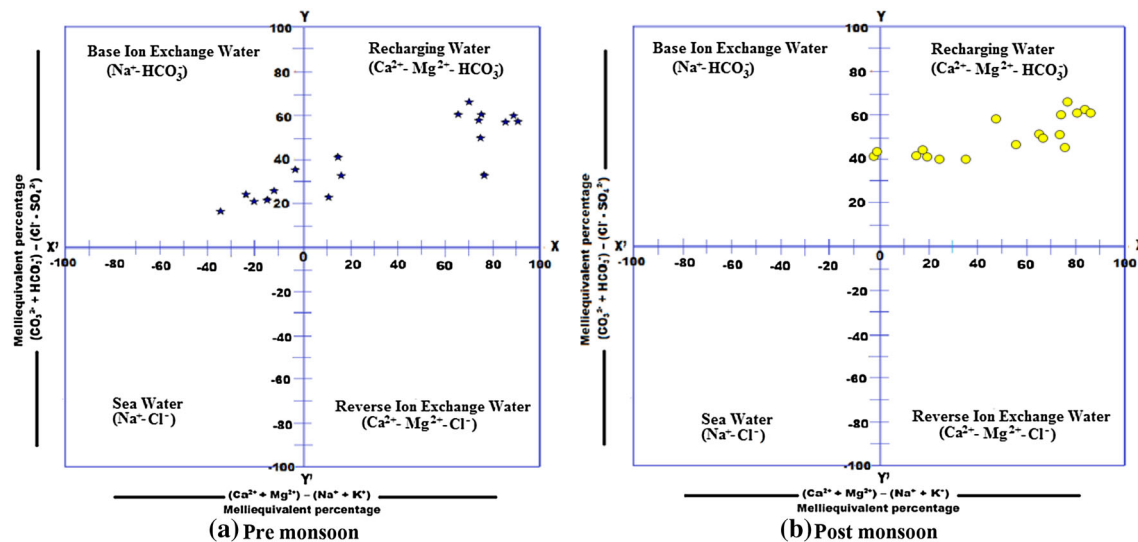 Y
100
Base Ion Exchange Water
(Na⁺-HCO₃⁻)
80
Recharging Water
(Ca²⁺- Mg²⁺- HCO₃⁻)
60
40
20
X'
X
-100 -80 -60 -40 -20 0 20 40 60 80 100
-20
-40
-60
Sea Water
(Na⁺-Cl⁻)
-80
Reverse Ion Exchange Water
(Ca²⁺- Mg²⁺-Cl⁻)
-100
Y'
Melliequivalent percentage
(CO₃²⁻ + HCO₃⁻) – (Cl⁻ + SO₄²⁻)
(Ca²⁺ + Mg²⁺) – (Na⁺ + K⁺)
Melliequivalent percentage
(a) Pre monsoon
Y
100
Base Ion Exchange Water
(Na⁺-HCO₃⁻)
80
Recharging Water
(Ca²⁺- Mg²⁺- HCO₃⁻)
60
40
20
X'
X
-100 -80 -60 -40 -20 0 20 40 60 80 100
-20
-40
-60
Sea Water
(Na⁺-Cl⁻)
-80
Reverse Ion Exchange Water
(Ca²⁺- Mg²⁺-Cl⁻)
-100
Y'
Melliequivalent percentage
(CO₃²⁻ + HCO₃⁻) – (Cl⁻ + SO₄²⁻)
(Ca²⁺ + Mg²⁺) – (Na⁺ + K⁺)
Melliequivalent percentage
(b) Post monsoon